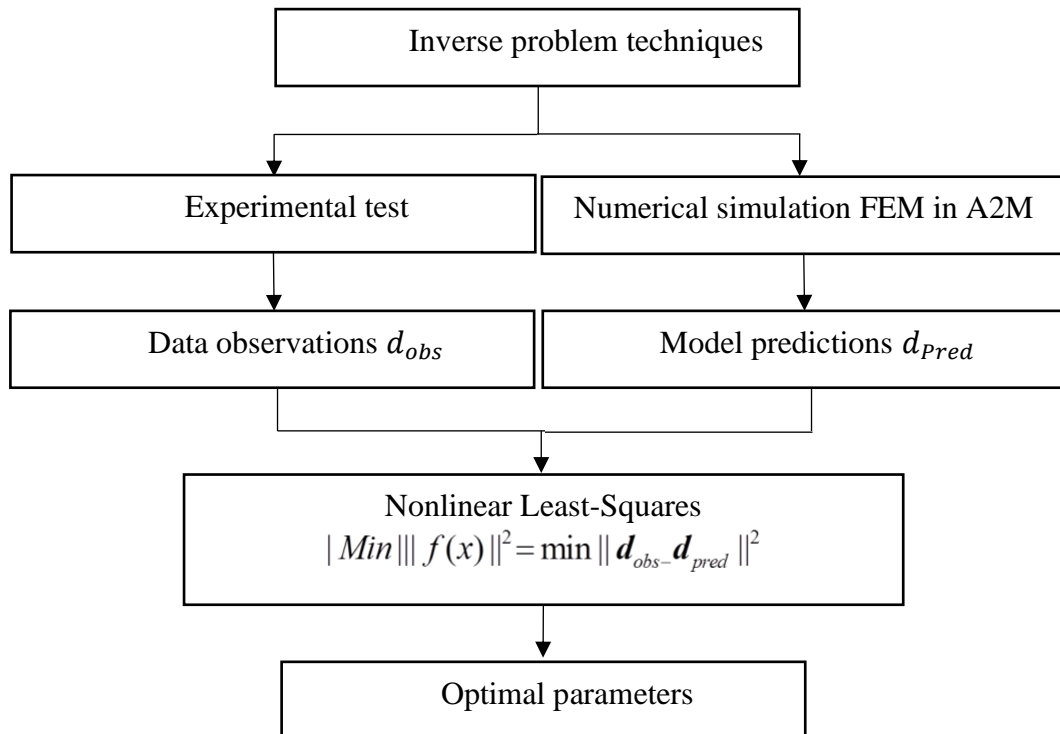 Inverse problem techniques
Experimental test
Numerical simulation FEM in A2M
Data observations d_obs
Model predictions d_Pred
Nonlinear Least-Squares
| Min ||| f(x) ||² = min || d_obs– d_pred ||²
Optimal parameters